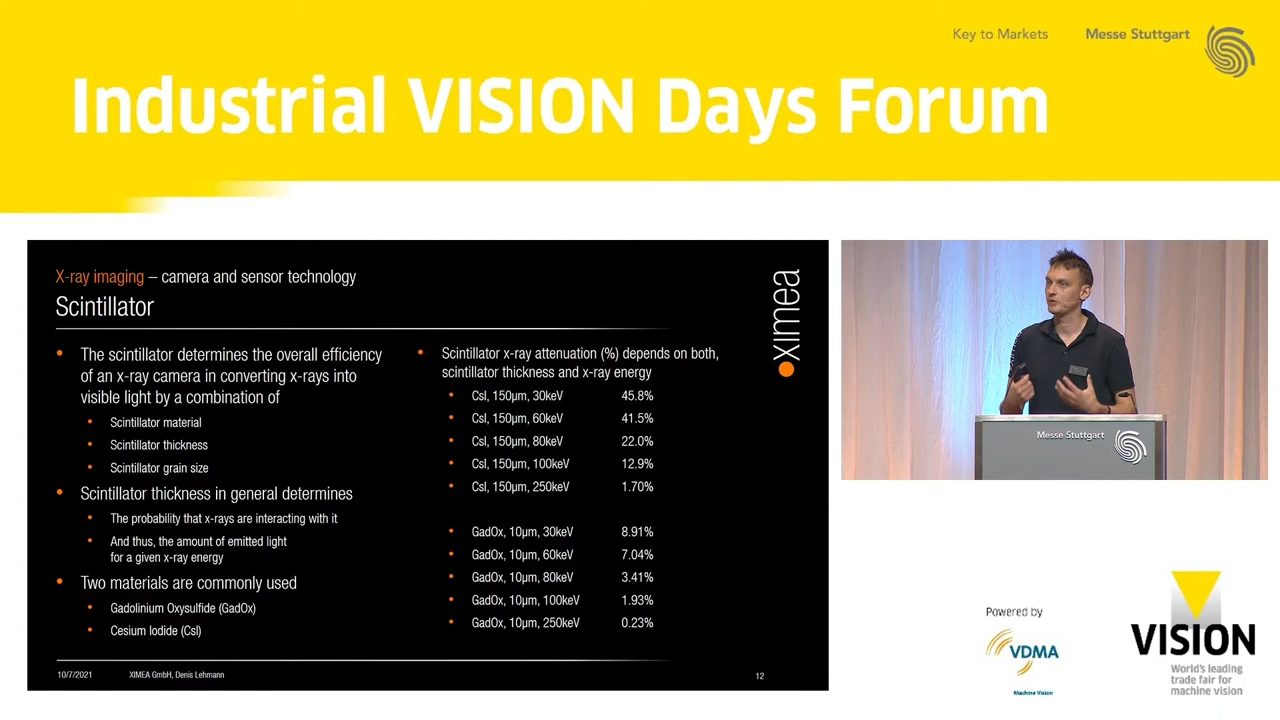 Key to Markets
Messe Stuttgart
Industrial VISION Days Forum
X-ray imaging – camera and sensor technology
Scintillator
ximea
• The scintillator determines the overall efficiency
of an x-ray camera in converting x-rays into
visible light by a combination of
• Scintillator material
• Scintillator thickness
• Scintillator grain size
• Scintillator thickness in general determines
• The probability that x-rays are interacting with it
• And thus, the amount of emitted light
for a given x-ray energy
• Two materials are commonly used
• Gadolinium Oxysulfide (GadOx)
• Cesium Iodide (CsI)
• Scintillator x-ray attenuation (%) depends on both,
scintillator thickness and x-ray energy
• CsI, 150µm, 30keV 45.8%
• CsI, 150µm, 60keV 41.5%
• CsI, 150µm, 80keV 22.0%
• CsI, 150µm, 100keV 12.9%
• CsI, 150µm, 250keV 1.70%
• GadOx, 10µm, 30keV 8.91%
• GadOx, 10µm, 60keV 7.04%
• GadOx, 10µm, 80keV 3.41%
• GadOx, 10µm, 100keV 1.93%
• GadOx, 10µm, 250keV 0.23%
10/7/2021 XIMEA GmbH, Denis Lehmann 12
Messe Stuttgart
Powered by
VDMA
Machine Vision
VISION
World's leading
trade fair for
machine vision